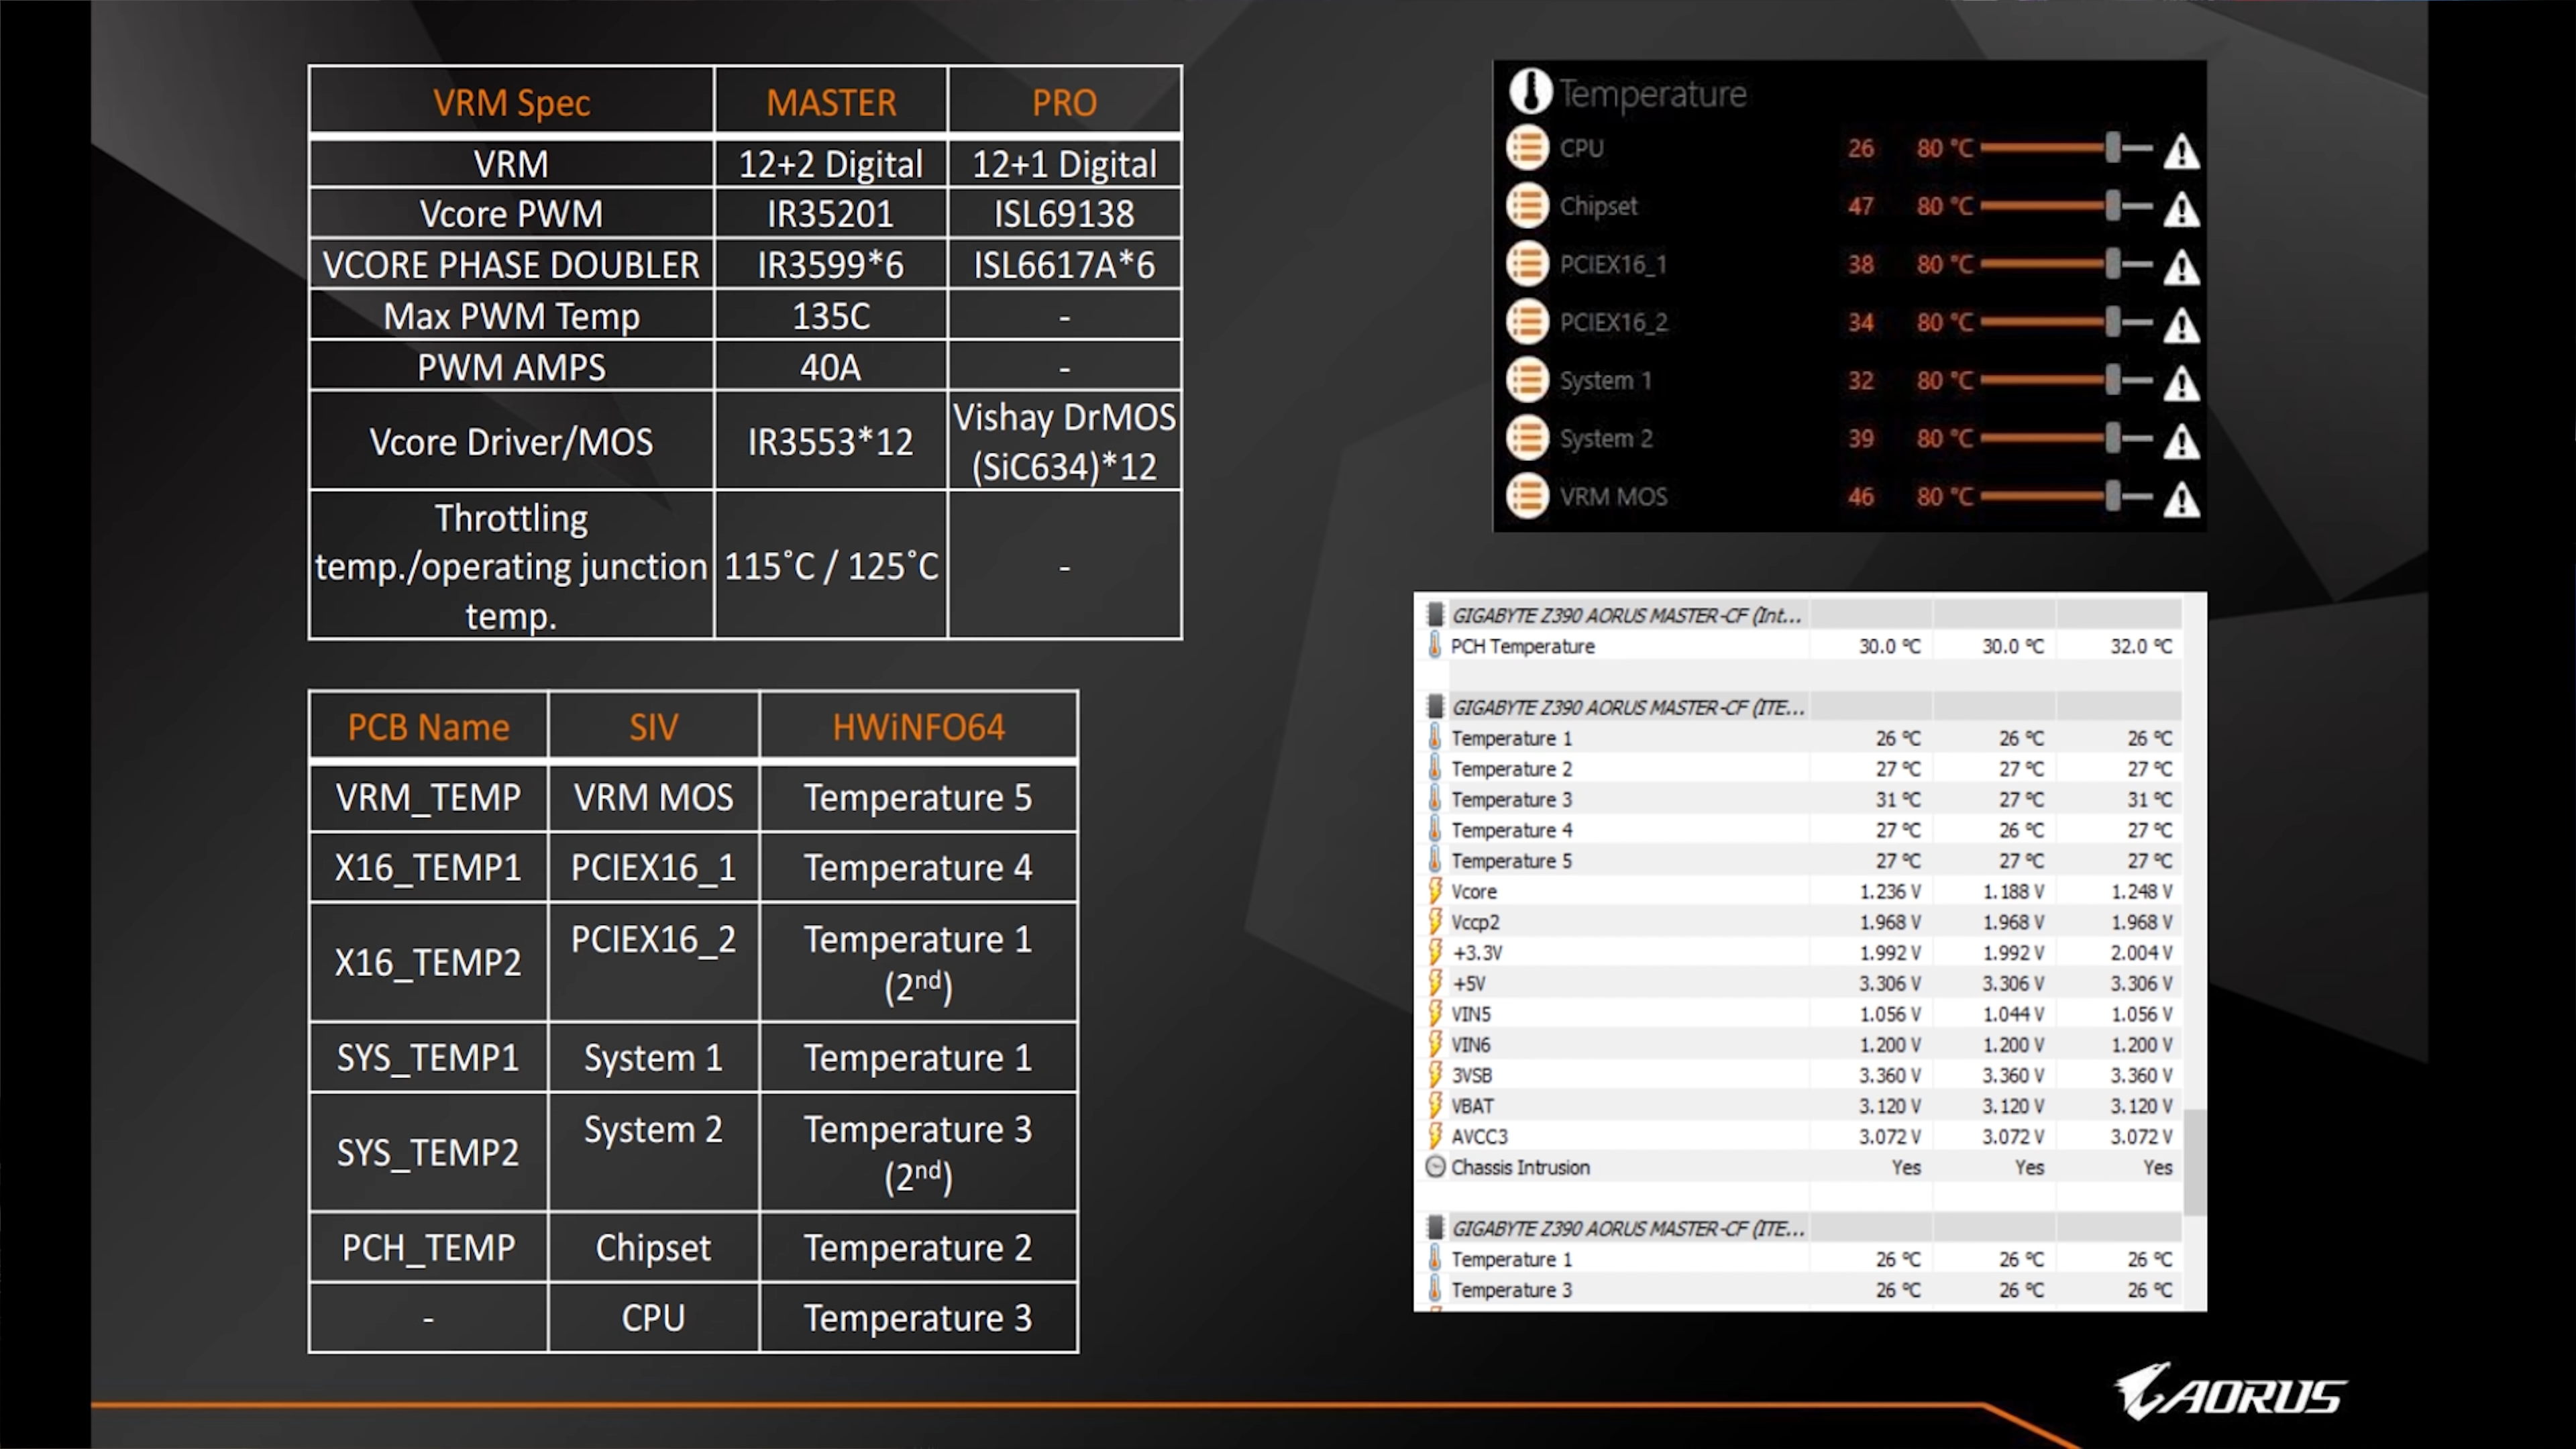 VRM Spec MASTER PRO
VRM 12+2 Digital 12+1 Digital
Vcore PWM IR35201 ISL69138
VCORE PHASE DOUBLER IR3599*6 ISL6617A*6
Max PWM Temp 135C -
PWM AMPS 40A -
Vcore Driver/MOS IR3553*12 Vishay DrMOS
(SiC634)*12
Throttling
temp./operating junction 115˚C / 125˚C -
temp.
PCB Name SIV HWiNFO64
VRM_TEMP VRM MOS Temperature 5
X16_TEMP1 PCIEX16_1 Temperature 4
X16_TEMP2 PCIEX16_2 Temperature 1
(2nd)
SYS_TEMP1 System 1 Temperature 1
SYS_TEMP2 System 2 Temperature 3
(2nd)
PCH_TEMP Chipset Temperature 2
- CPU Temperature 3
Temperature
CPU 26 80 °C
Chipset 47 80 °C
PCIEX16_1 38 80 °C
PCIEX16_2 34 80 °C
System 1 32 80 °C
System 2 39 80 °C
VRM MOS 46 80 °C
GIGABYTE Z390 AORUS MASTER-CF (Int...
PCH Temperature 30.0 °C 30.0 °C 32.0 °C
GIGABYTE Z390 AORUS MASTER-CF (ITE...
Temperature 1 26 °C 26 °C 26 °C
Temperature 2 27 °C 27 °C 27 °C
Temperature 3 31 °C 27 °C 31 °C
Temperature 4 27 °C 26 °C 27 °C
Temperature 5 27 °C 27 °C 27 °C
Vcore 1.236 V 1.188 V 1.248 V
Vccp2 1.968 V 1.968 V 1.968 V
+3.3V 1.992 V 1.992 V 2.004 V
+5V 3.306 V 3.306 V 3.306 V
VIN5 1.056 V 1.044 V 1.056 V
VIN6 1.200 V 1.200 V 1.200 V
3VSB 3.360 V 3.360 V 3.360 V
VBAT 3.120 V 3.120 V 3.120 V
AVCC3 3.072 V 3.072 V 3.072 V
Chassis Intrusion Yes Yes Yes
GIGABYTE Z390 AORUS MASTER-CF (ITE...
Temperature 1 26 °C 26 °C 26 °C
Temperature 3 26 °C 26 °C 26 °C
AORUS